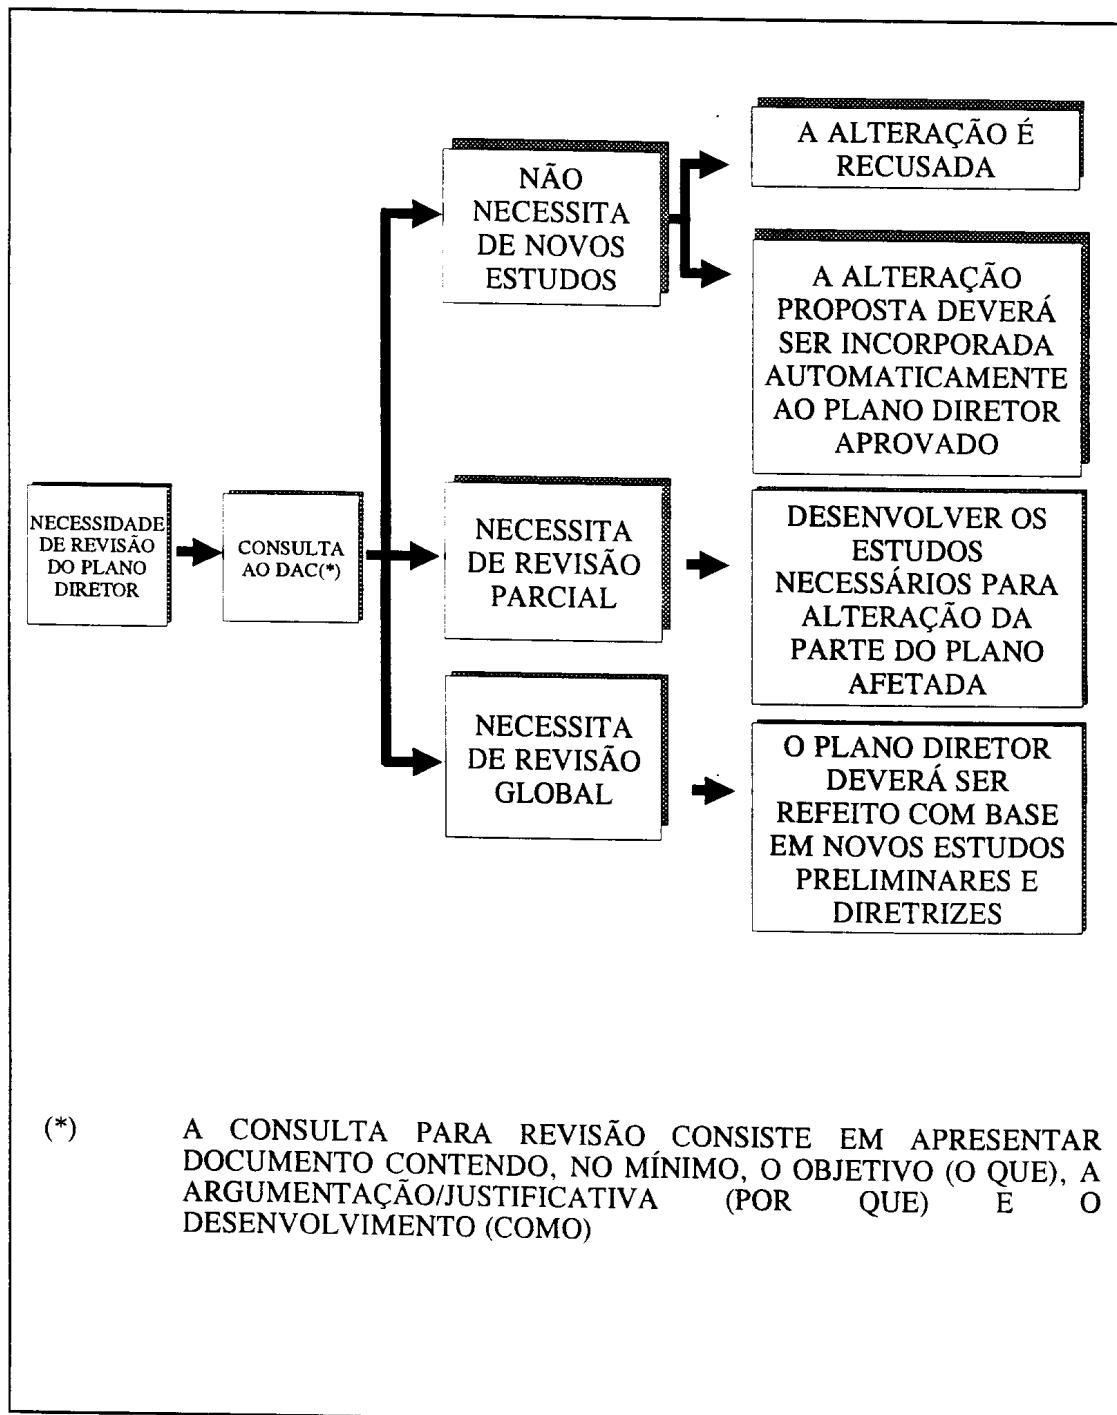 NECESSIDADE
DE REVISÃO
DO PLANO
DIRETOR
CONSULTA
AO DAC(*)
NÃO
NECESSITA
DE NOVOS
ESTUDOS
A ALTERAÇÃO É
RECUSADA
A ALTERAÇÃO
PROPOSTA DEVERÁ
SER INCORPORADA
AUTOMATICAMENTE
AO PLANO DIRETOR
APROVADO
NECESSITA
DE REVISÃO
PARCIAL
DESENVOLVER OS
ESTUDOS
NECESSÁRIOS PARA
ALTERAÇÃO DA
PARTE DO PLANO
AFETADA
NECESSITA
DE REVISÃO
GLOBAL
O PLANO DIRETOR
DEVERÁ SER
REFEITO COM BASE
EM NOVOS ESTUDOS
PRELIMINARES E
DIRETRIZES
(*) A CONSULTA PARA REVISÃO CONSISTE EM APRESENTAR
DOCUMENTO CONTENDO, NO MÍNIMO, O OBJETIVO (O QUE), A
ARGUMENTAÇÃO/JUSTIFICATIVA (POR QUE) E O
DESENVOLVIMENTO (COMO)